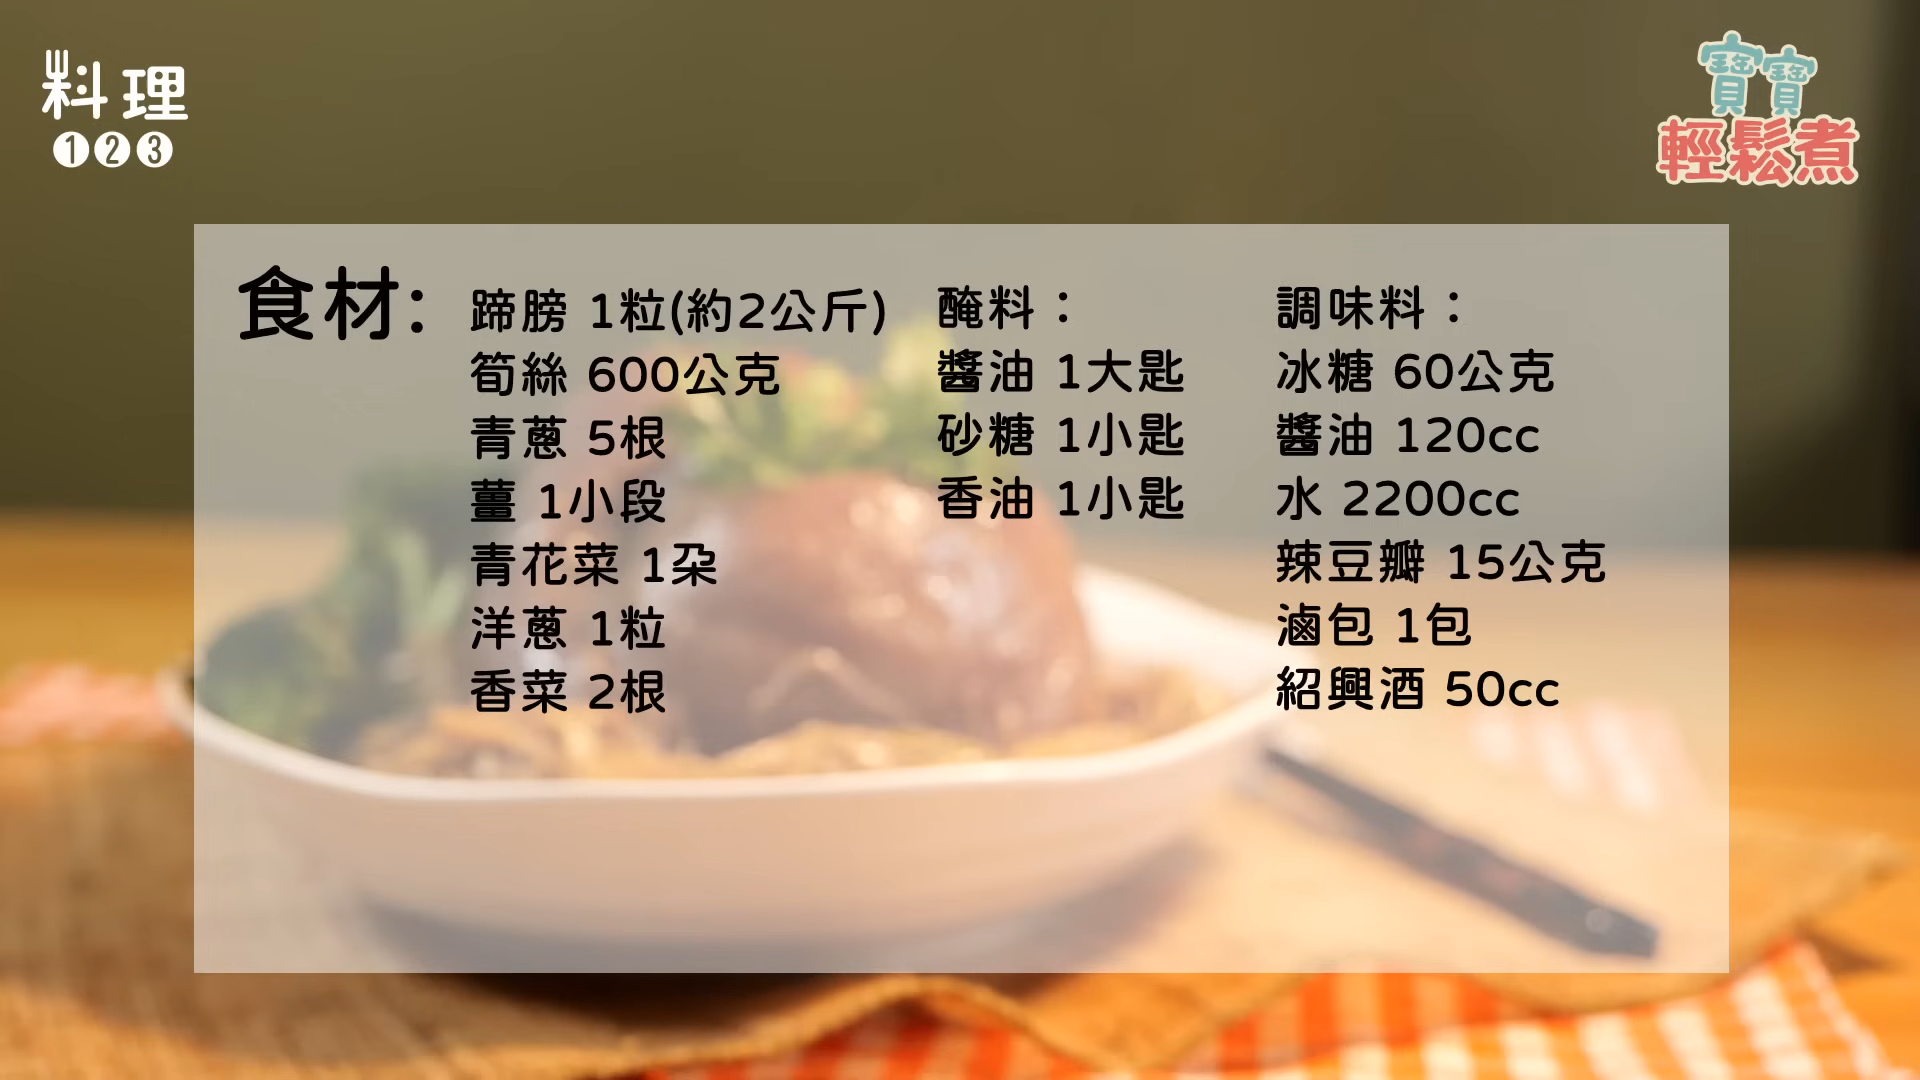 料理
123
寶寶
輕鬆煮
食材:
蹄膀 1粒(約2公斤)
筍絲 600公克
青蔥 5根
薑 1小段
青花菜 1朶
洋蔥 1粒
香菜 2根
醃料：
醬油 1大匙
砂糖 1小匙
香油 1小匙
調味料：
冰糖 60公克
醬油 120cc
水 2200cc
辣豆瓣 15公克
滷包 1包
紹興酒 50cc